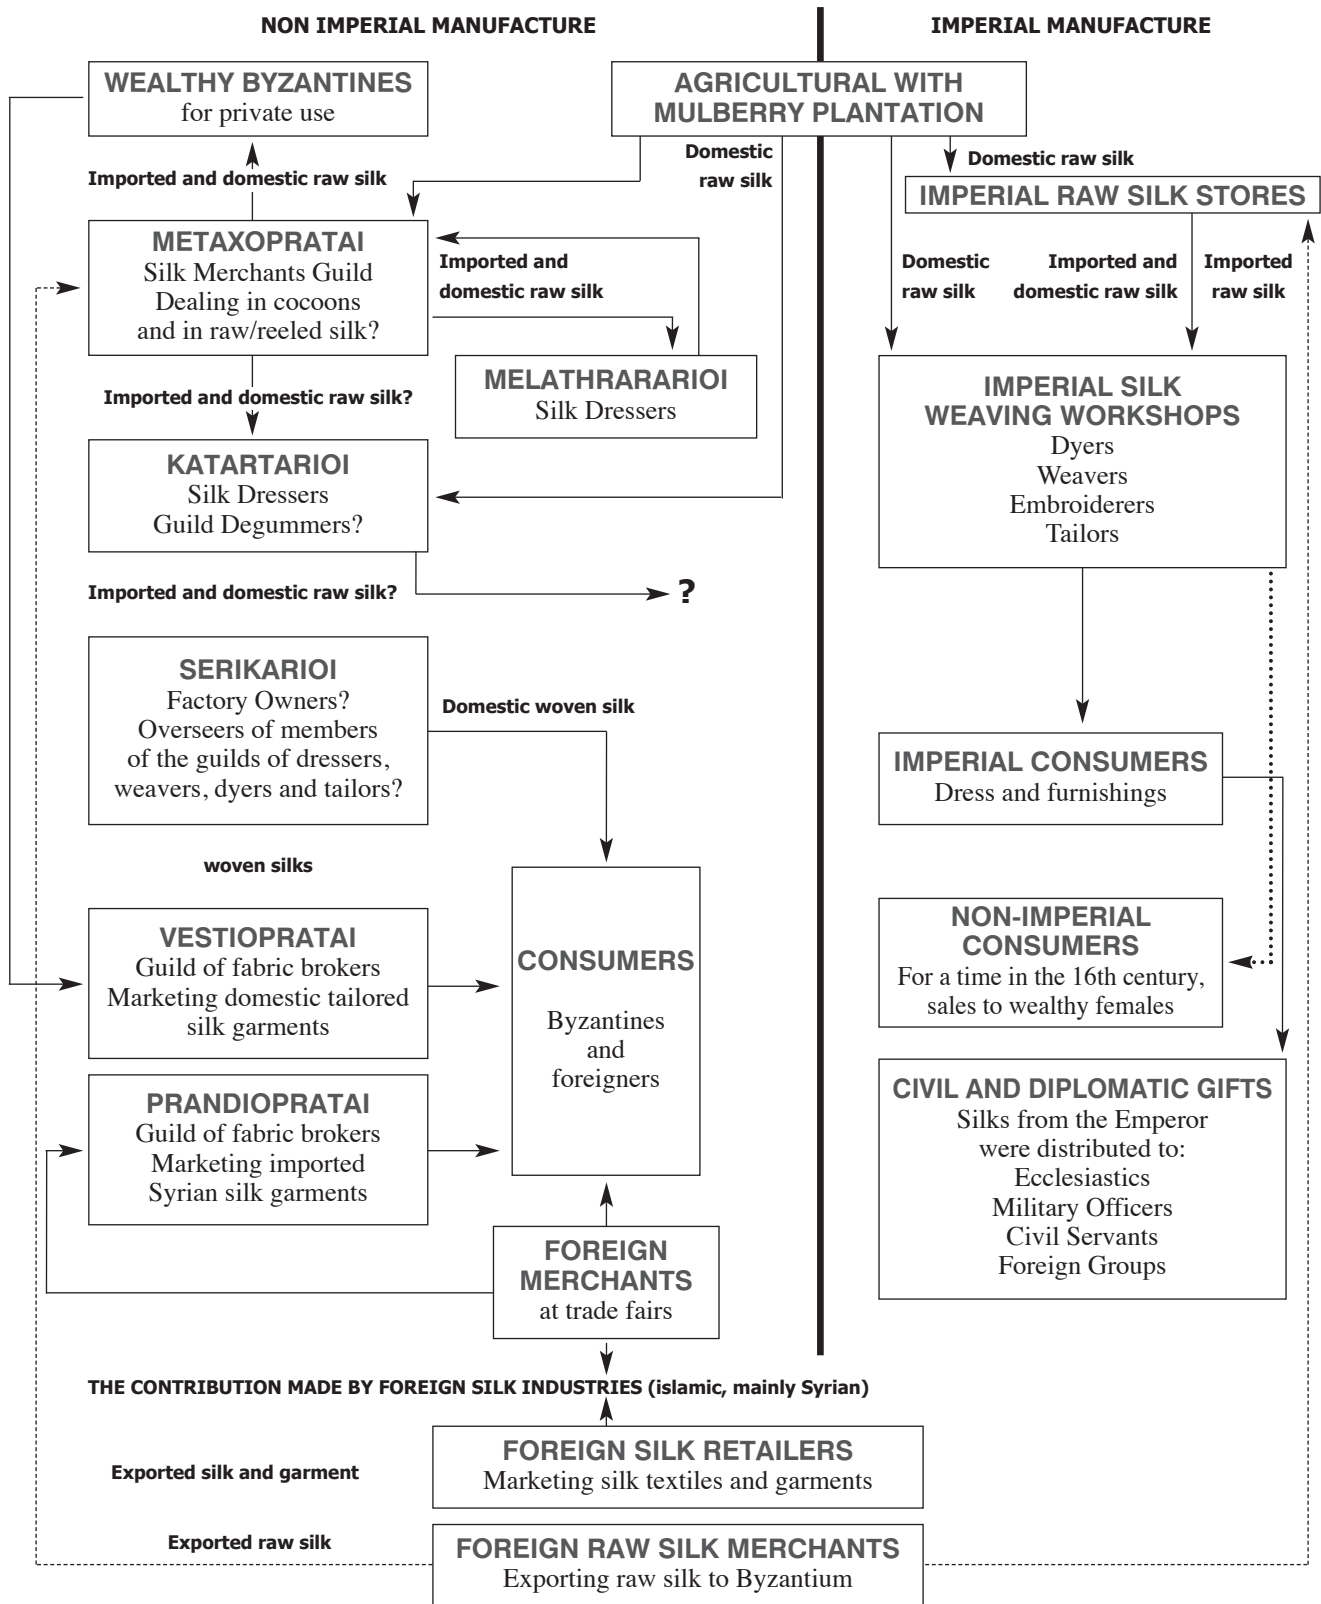 NON IMPERIAL MANUFACTURE
IMPERIAL MANUFACTURE
WEALTHY BYZANTINES
for private use
AGRICULTURAL WITH
MULBERRY PLANTATION
Imported and domestic raw silk
Domestic
raw silk
Domestic raw silk
IMPERIAL RAW SILK STORES
METAXOPRATAI
Silk Merchants Guild
Dealing in cocoons
and in raw/reeled silk?
Imported and
domestic raw silk
Domestic
raw silk
Imported and
domestic raw silk
Imported
raw silk
MELATHRARARIOI
Silk Dressers
IMPERIAL SILK
WEAVING WORKSHOPS
Dyers
Weavers
Embroiderers
Tailors
Imported and domestic raw silk?
KATARTARIOI
Silk Dressers
Guild Degummers?
Imported and domestic raw silk?
?
SERIKARIOI
Factory Owners?
Overseers of members
of the guilds of dressers,
weavers, dyers and tailors?
Domestic woven silk
IMPERIAL CONSUMERS
Dress and furnishings
woven silks
VESTIOPRATAI
Guild of fabric brokers
Marketing domestic tailored
silk garments
CONSUMERS
Byzantines
and
foreigners
NON-IMPERIAL
CONSUMERS
For a time in the 16th century,
sales to wealthy females
PRANDIOPRATAI
Guild of fabric brokers
Marketing imported
Syrian silk garments
CIVIL AND DIPLOMATIC GIFTS
Silks from the Emperor
were distributed to:
Ecclesiastics
Military Officers
Civil Servants
Foreign Groups
FOREIGN
MERCHANTS
at trade fairs
THE CONTRIBUTION MADE BY FOREIGN SILK INDUSTRIES (islamic, mainly Syrian)
FOREIGN SILK RETAILERS
Marketing silk textiles and garments
Exported silk and garment
Exported raw silk
FOREIGN RAW SILK MERCHANTS
Exporting raw silk to Byzantium